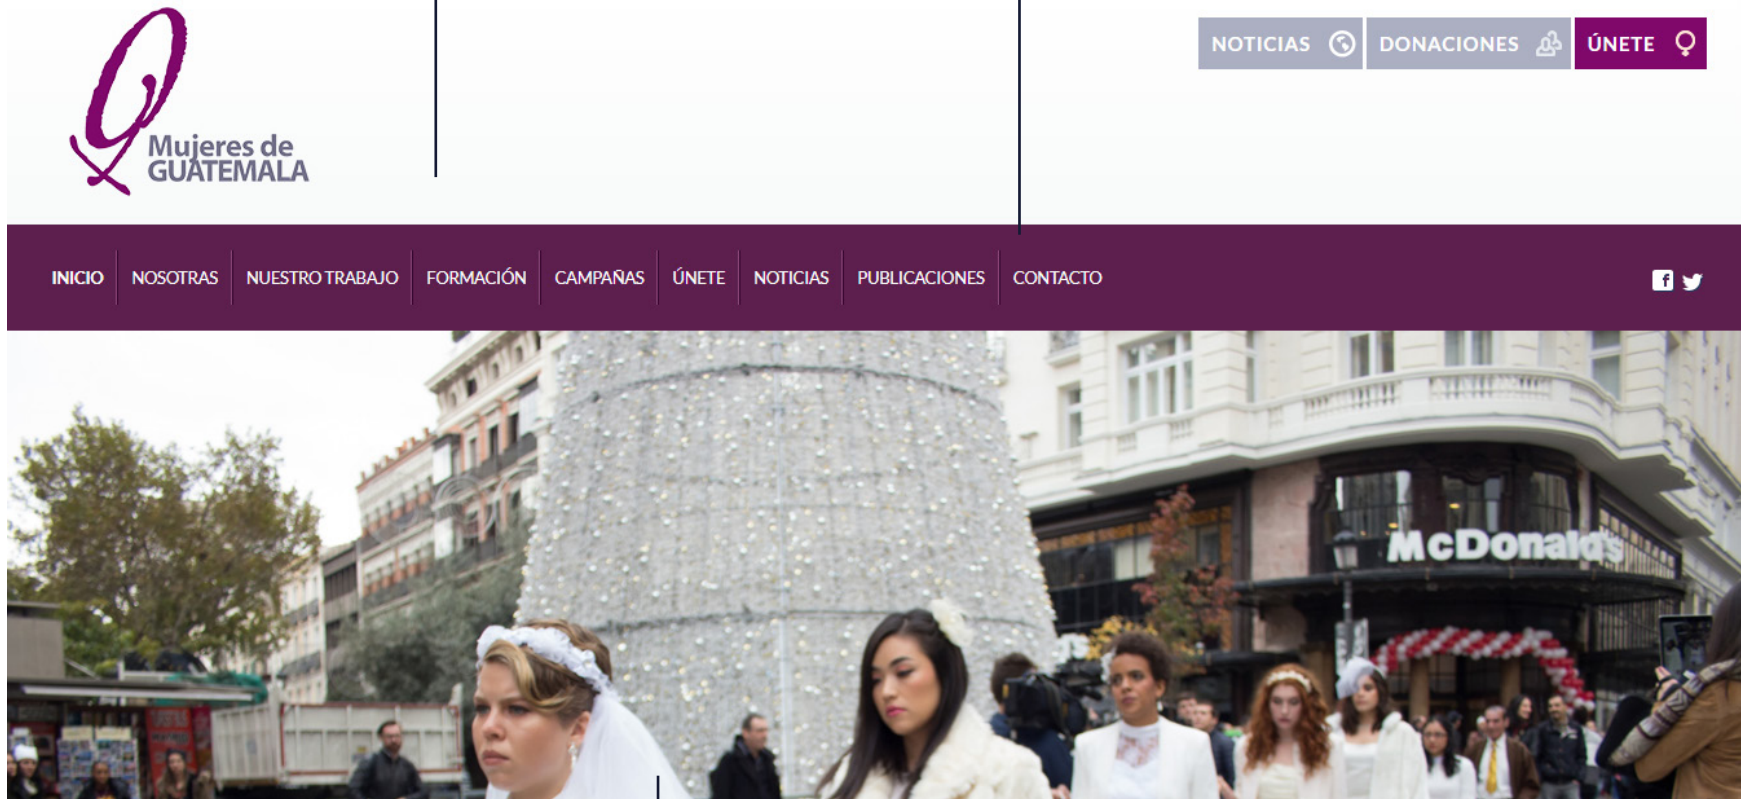 Mujeres de
GUATEMALA
NOTICIAS DONACIONES ÚNETE
INICIO NOSOTRAS NUESTRO TRABAJO FORMACIÓN CAMPAÑAS ÚNETE NOTICIAS PUBLICACIONES CONTACTO
McDonald's